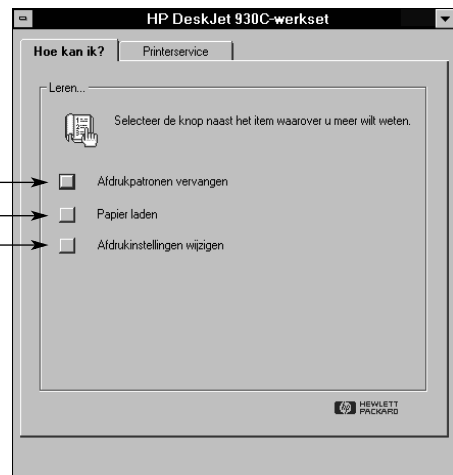 HP DeskJet 930C-werkset
Hoe kan ik?
Printerservice
Leren...
Selecteer de knop naast het item waarover u meer wilt weten.
Afdrukpatronen vervangen
Papier laden
Afdrukinstellingen wijzigen
hp HEWLETT
PACKARD